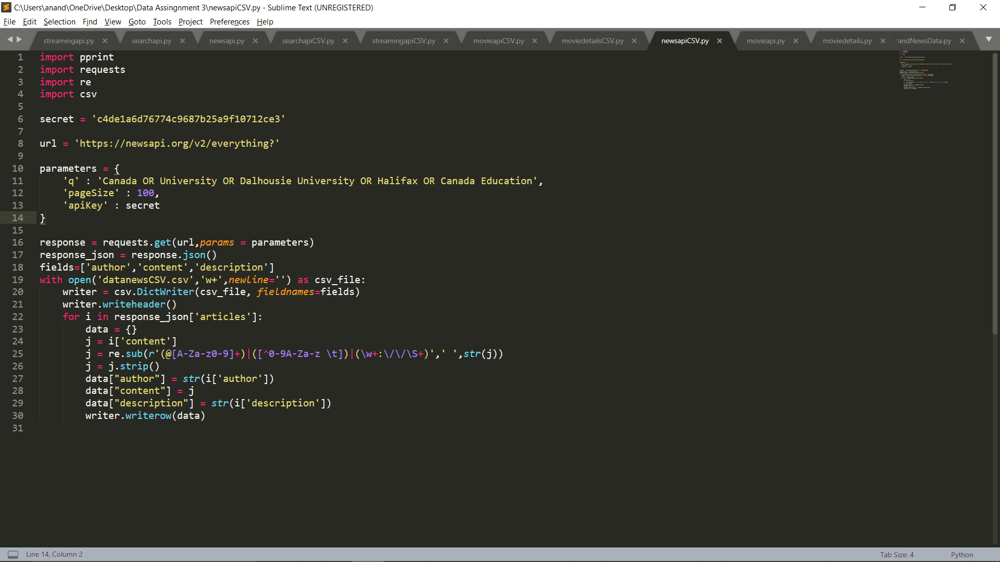 C:\Users\anand\OneDrive\Desktop\Data Assingnment 3\newsapiCSV.py - Sublime Text (UNREGISTERED)
File Edit Selection Find View Goto Tools Project Preferences Help
streamingapi.py searchapi.py newsapi.py searchapiCSV.py streamingapiCSV.py movieapiCSV.py moviedetailsCSV.py newsapiCSV.py movieapi.py moviedetails.py randNewsData.py
1 import pprint
2 import requests
3 import re
4 import csv
5
6 secret = 'c4de1a6d76774c9687b25a9f10712ce3'
7
8 url = 'https://newsapi.org/v2/everything?'
9
10 parameters = {
11 'q' : 'Canada OR University OR Dalhousie University OR Halifax OR Canada Education',
12 'pageSize' : 100,
13 'apiKey' : secret
14 }
15
16 response = requests.get(url,params = parameters)
17 response_json = response.json()
18 fields=['author','content','description']
19 with open('datanewsCSV.csv','w+',newline='') as csv_file:
20 writer = csv.DictWriter(csv_file, fieldnames=fields)
21 writer.writeheader()
22 for i in response_json['articles']:
23 data = {}
24 j = i['content']
25 j = re.sub(r'(@[A-Za-z0-9]+)|([^0-9A-Za-z \t])|(\w+:\/\/\S+)',' ',str(j))
26 j = j.strip()
27 data["author"] = str(i['author'])
28 data["content"] = j
29 data["description"] = str(i['description'])
30 writer.writerow(data)
31
Line 14, Column 2
Tab Size: 4 Python